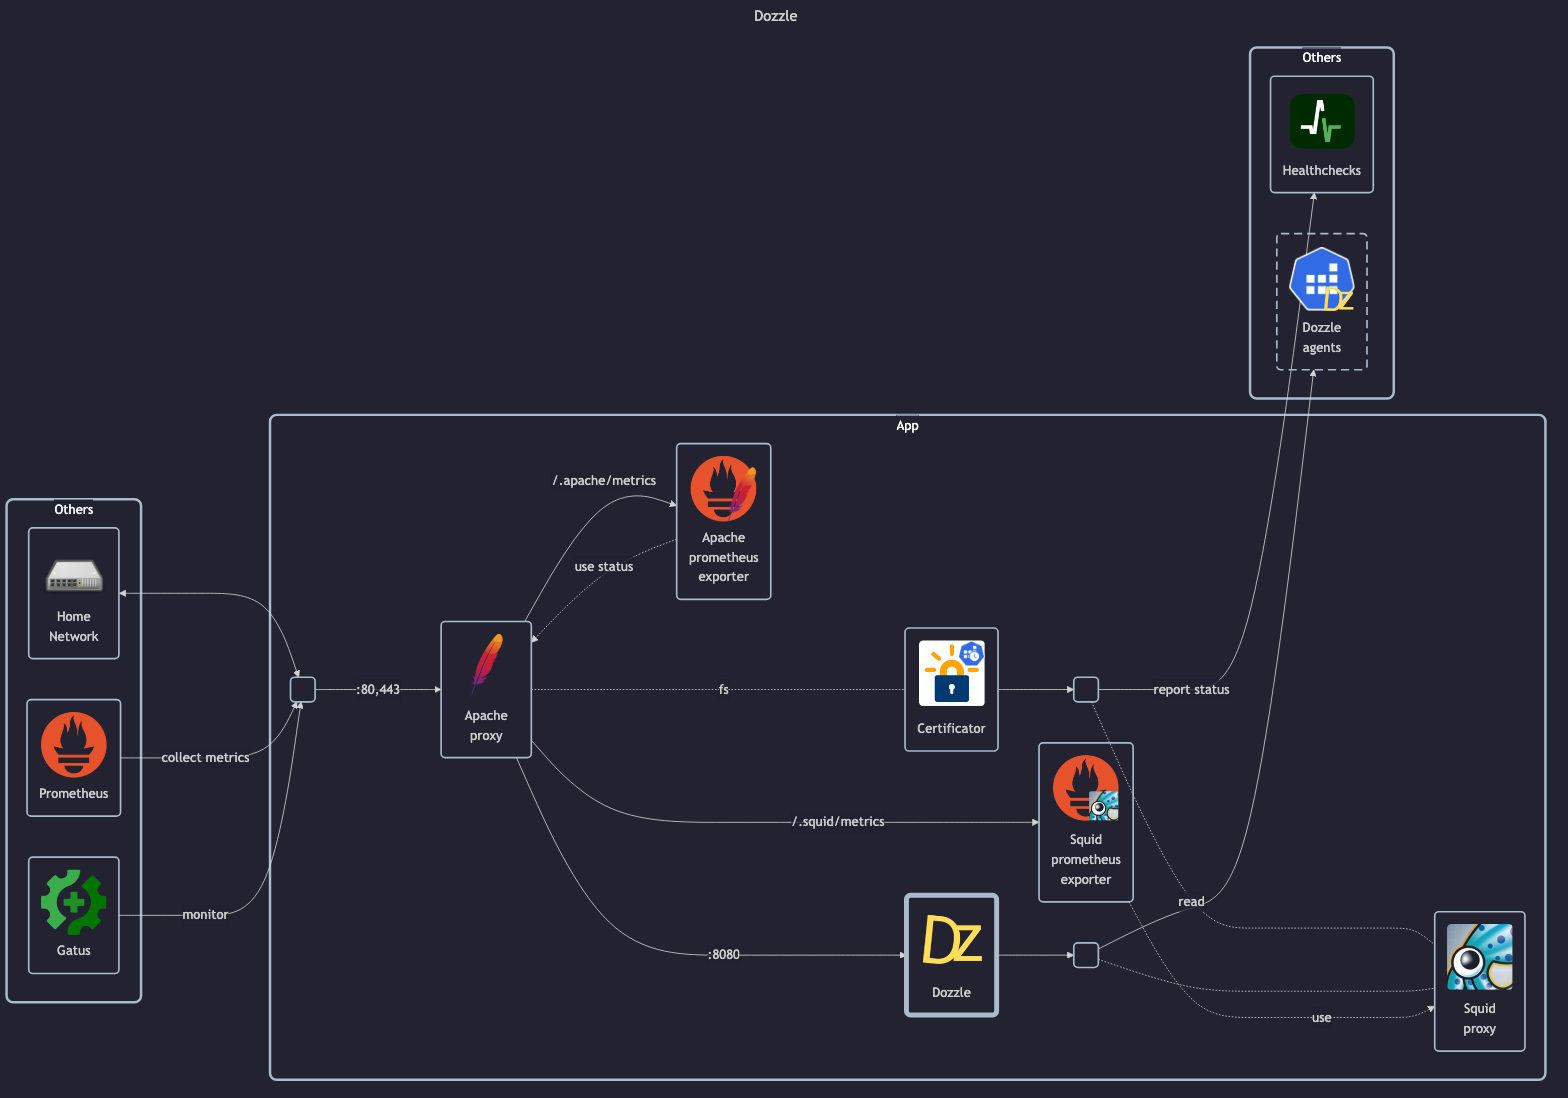 Dozzle
Others
Healthchecks
Dz
Dozzle
agents
App
/.apache/metrics
Apache
prometheus
exporter
use status
Others
Home
Network
Prometheus
collect metrics
Gatus
monitor
:80,443
Apache
proxy
fs
Certificator
report status
/.squid/metrics
Squid
prometheus
exporter
:8080
Dz
Dozzle
read
use
Squid
proxy